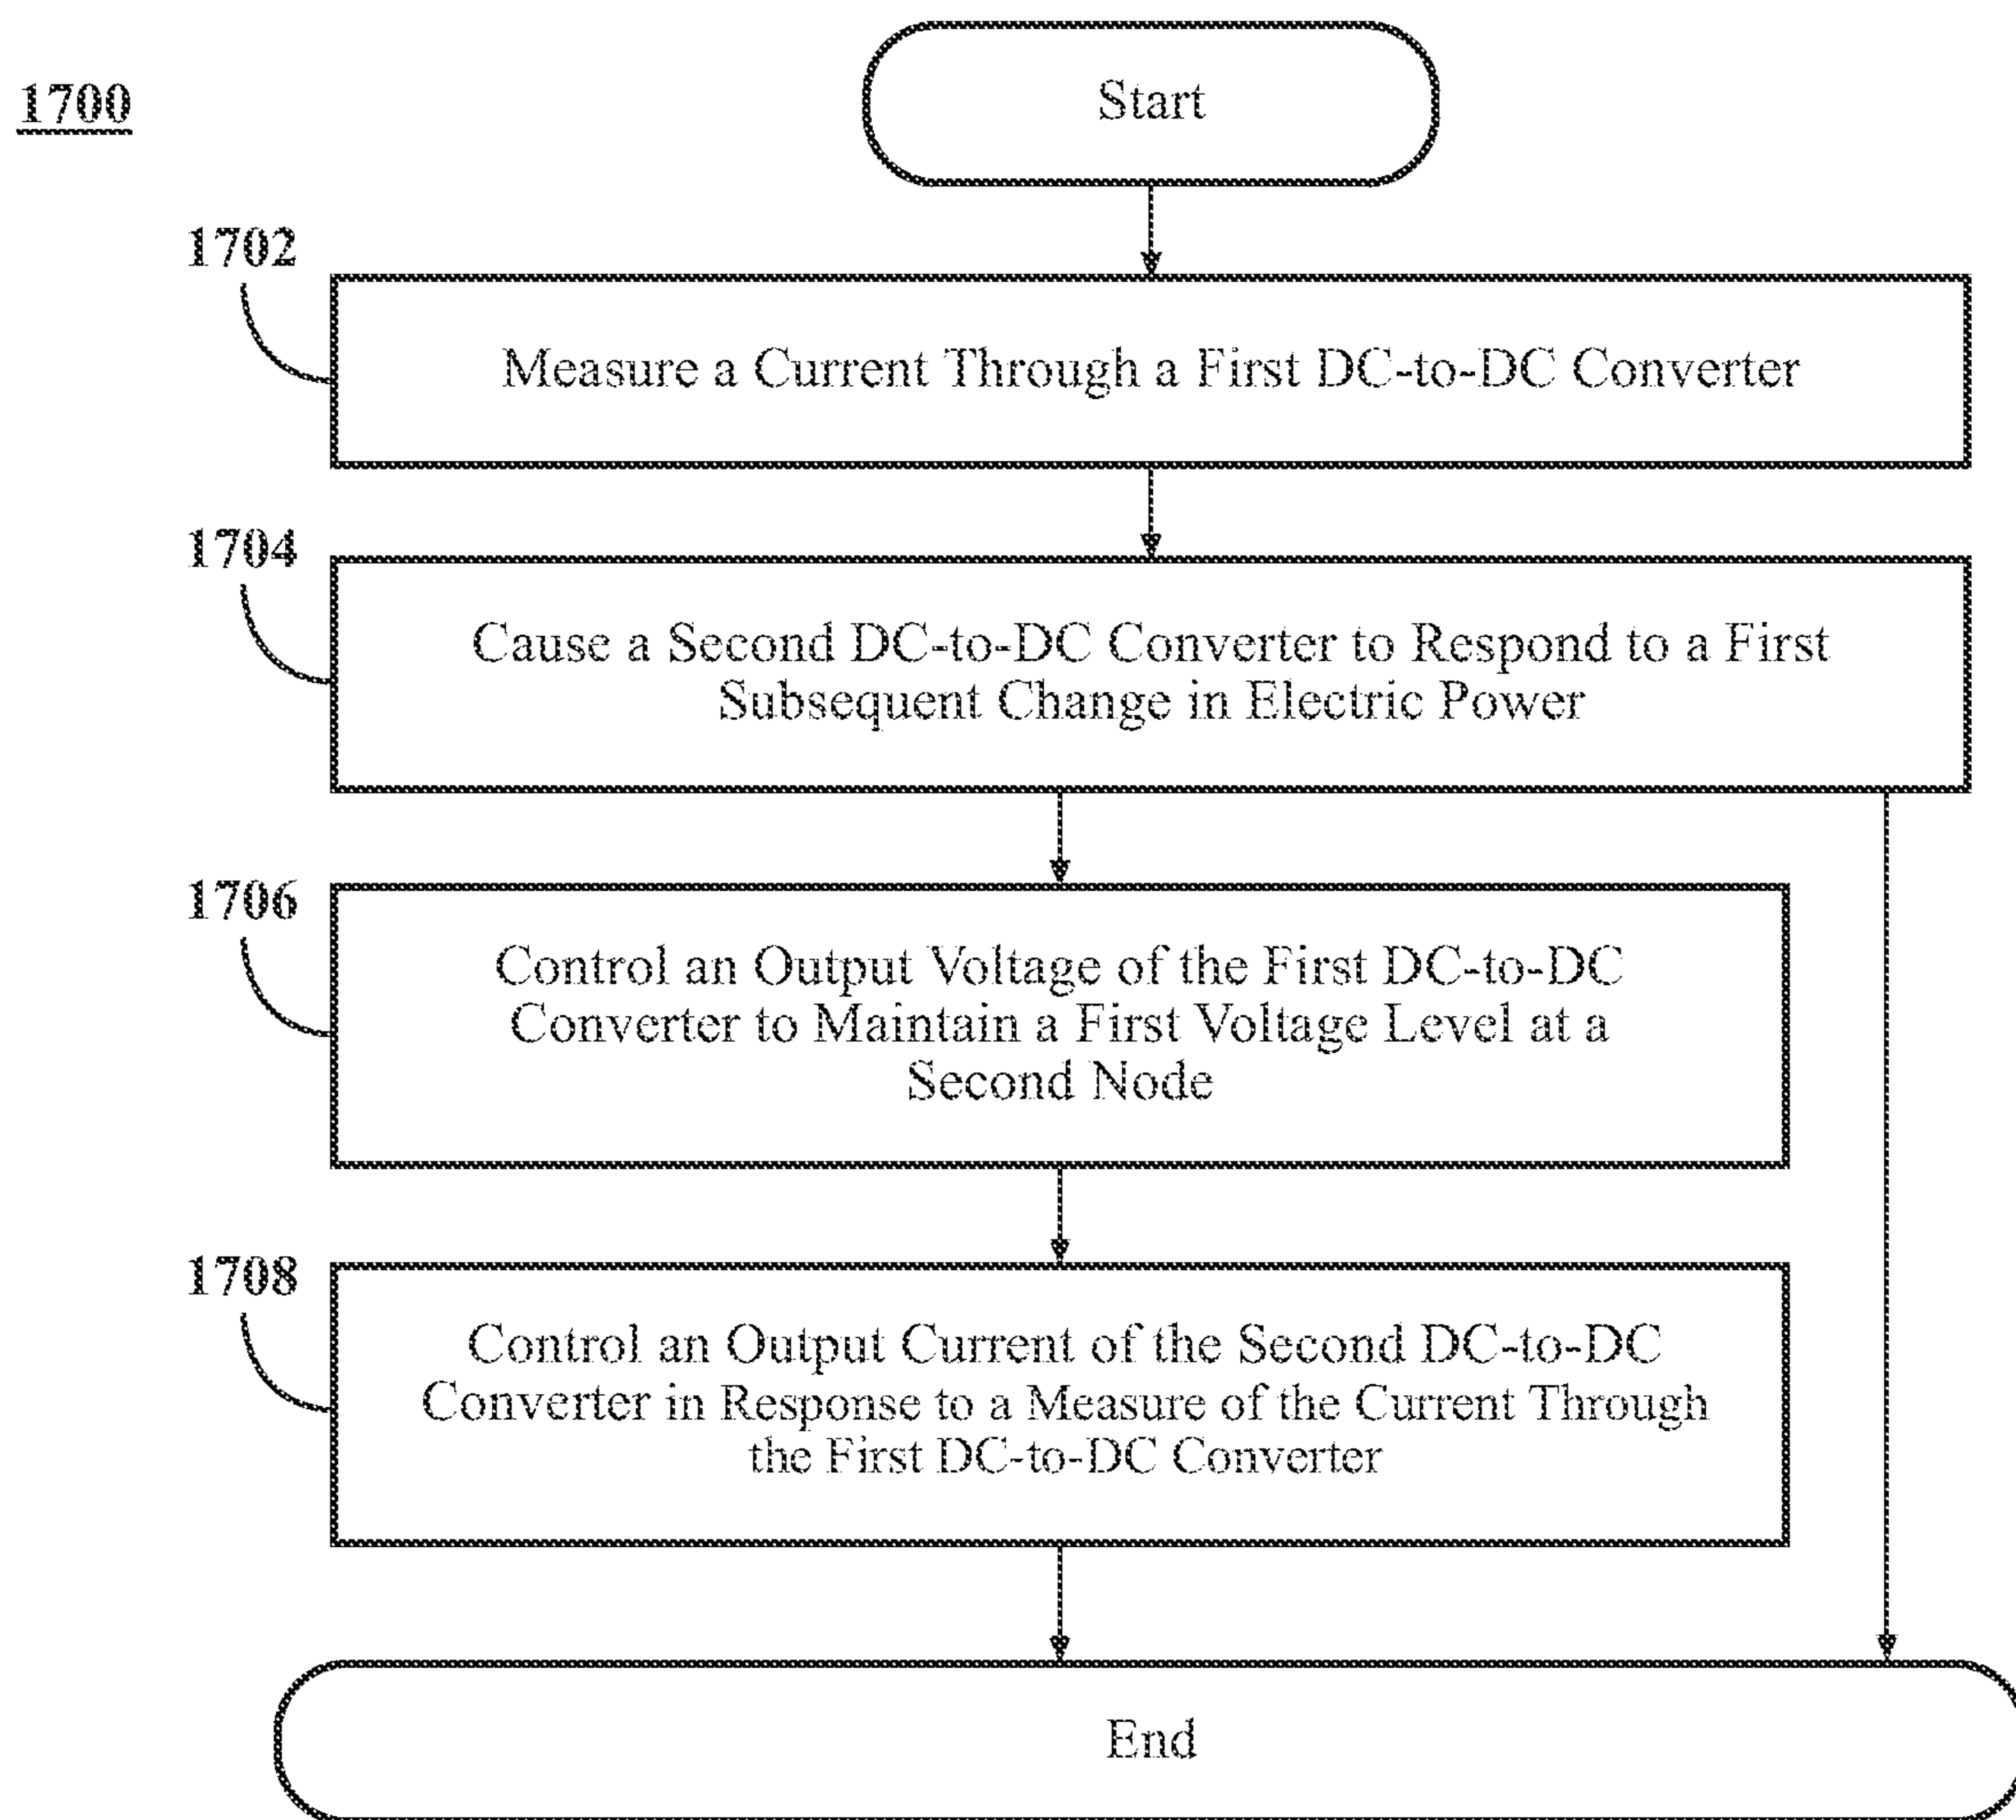 1700
Start
1702
Measure a Current Through a First DC-to-DC Converter
1704
Cause a Second DC-to-DC Converter to Respond to a First
Subsequent Change in Electric Power
1706
Control an Output Voltage of the First DC-to-DC
Converter to Maintain a First Voltage Level at a
Second Node
1708
Control an Output Current of the Second DC-to-DC
Converter in Response to a Measure of the Current Through
the First DC-to-DC Converter
End